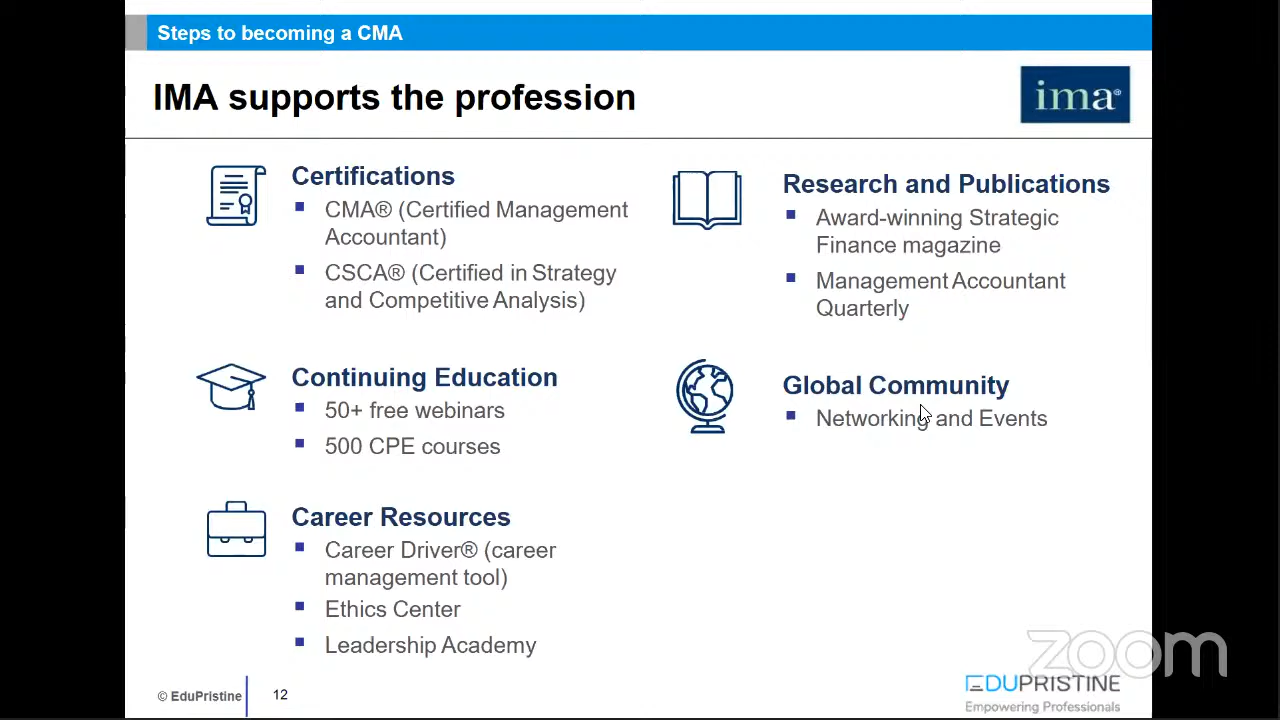 Steps to becoming a CMA
IMA supports the profession
ima®
Certifications
CMA® (Certified Management
Accountant)
CSCA® (Certified in Strategy
and Competitive Analysis)
Continuing Education
50+ free webinars
500 CPE courses
Career Resources
Career Driver® (career
management tool)
Ethics Center
Leadership Academy
Research and Publications
Award-winning Strategic
Finance magazine
Management Accountant
Quarterly
Global Community
Networking and Events
© EduPristine
12
zoom
EDUPRISTINE
Empowering Professionals